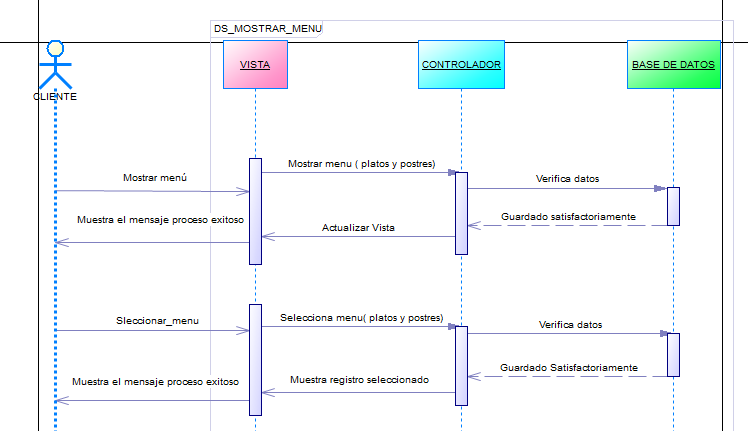 DS_MOSTRAR_MENU
CLIENTE
VISTA
CONTROLADOR
BASE DE DATOS
Mostrar menú
Mostrar menu ( platos y postres)
Verifica datos
Guardado satisfactoriamente
Actualizar Vista
Muestra el mensaje proceso exitoso
Sleccionar_menu
Selecciona menu( platos y postres)
Verifica datos
Guardado Satisfactoriamente
Muestra registro seleccionado
Muestra el mensaje proceso exitoso